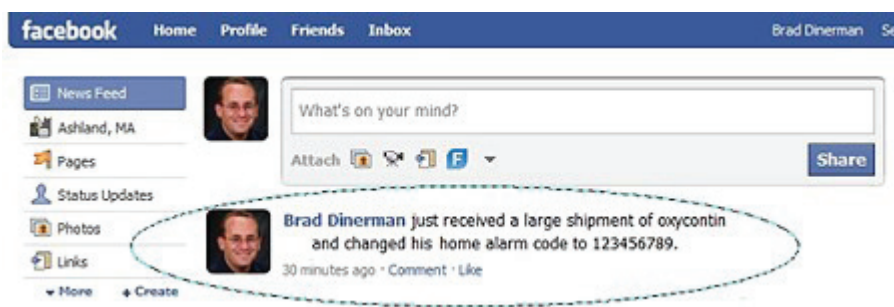 facebook Home Profile Friends Inbox Brad Dinerman Se
News Feed
Ashland, MA
Pages
Status Updates
Photos
Links
More Create
What's on your mind?
Attach Share
Brad Dinerman just received a large shipment of oxycontin
and changed his home alarm code to 123456789.
30 minutes ago · Comment · Like